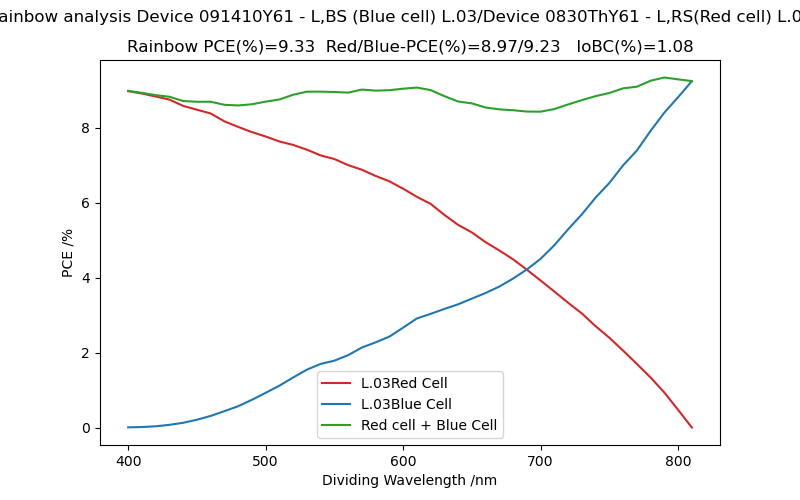 ainbow analysis Device 091410Y61 - L,BS (Blue cell) L.03/Device 0830ThY61 - L,RS(Red cell) L.0
Rainbow PCE(%)=9.33 Red/Blue-PCE(%)=8.97/9.23 IoBC(%)=1.08
PCE /%
8
6
4
2
0
L.03Red Cell
L.03Blue Cell
Red cell + Blue Cell
400 500 600 700 800
Dividing Wavelength /nm